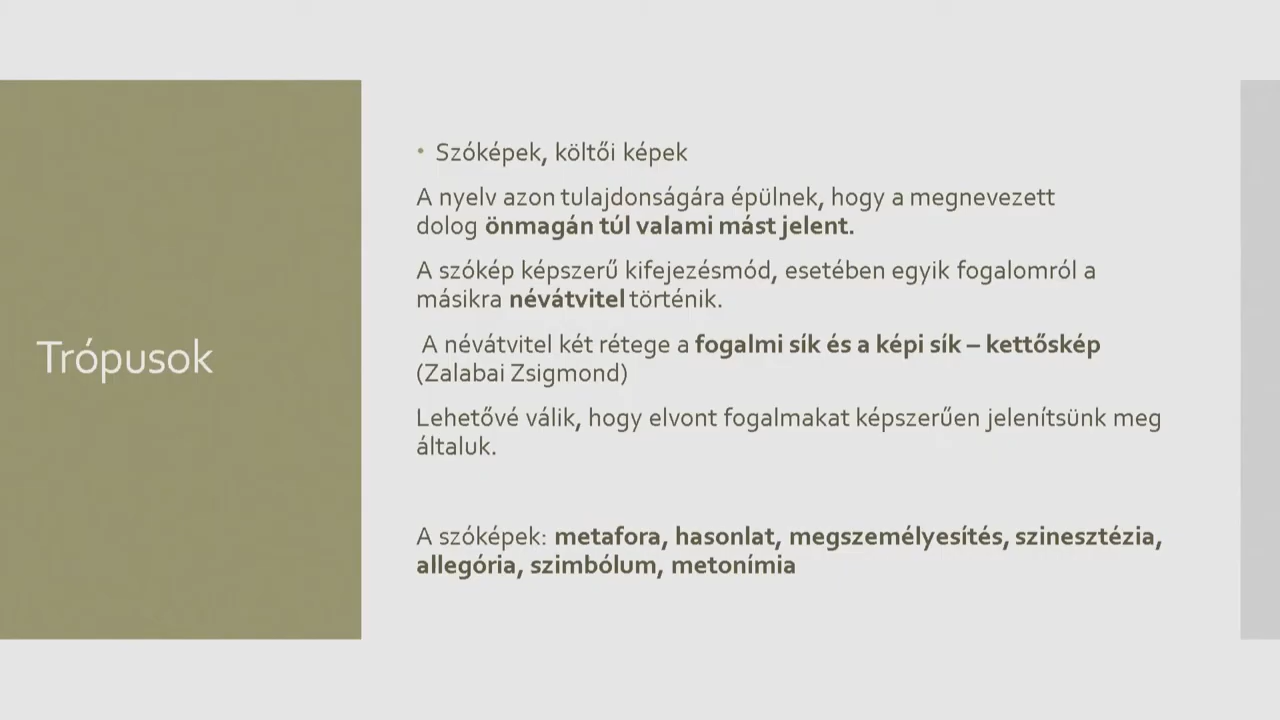 Trópusok
• Szóképek, költői képek
A nyelv azon tulajdonságára épülnek, hogy a megnevezett
dolog önmagán túl valami mást jelent.
A szókép képszerű kifejezésmód, esetében egyik fogalomról a
másikra névátvitel történik.
A névátvitel két rétege a fogalmi sík és a képi sík – kettőskép
(Zalabai Zsigmond)
Lehetővé válik, hogy elvont fogalmakat képszerűen jelenítsünk meg
általuk.
A szóképek: metafora, hasonlat, megszemélyesítés, szinesztézia,
allegória, szimbólum, metonímia